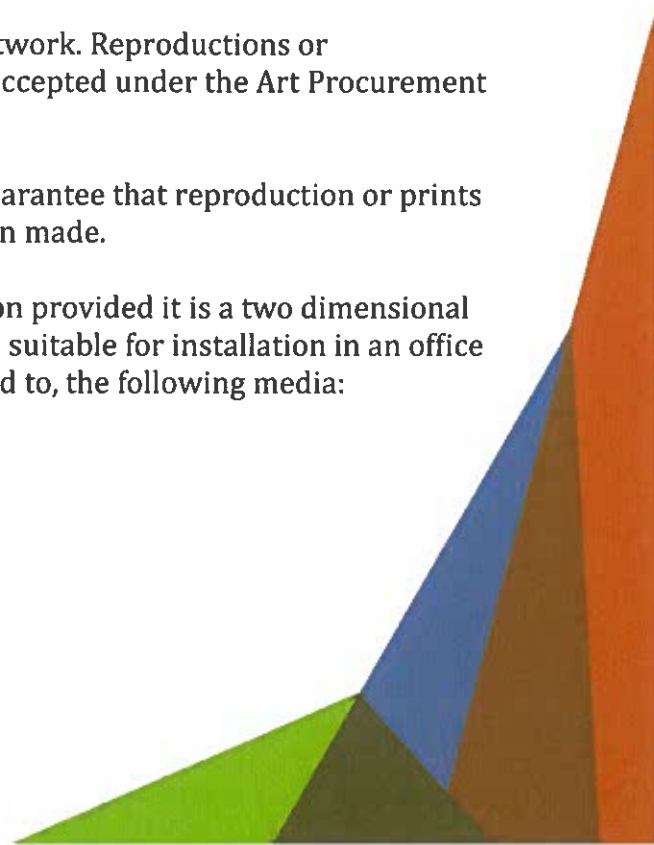 twork. Reproductions or
ccepted under the Art Procurement
arantee that reproduction or prints
n made.
on provided it is a two dimensional
suitable for installation in an office
d to, the following media: